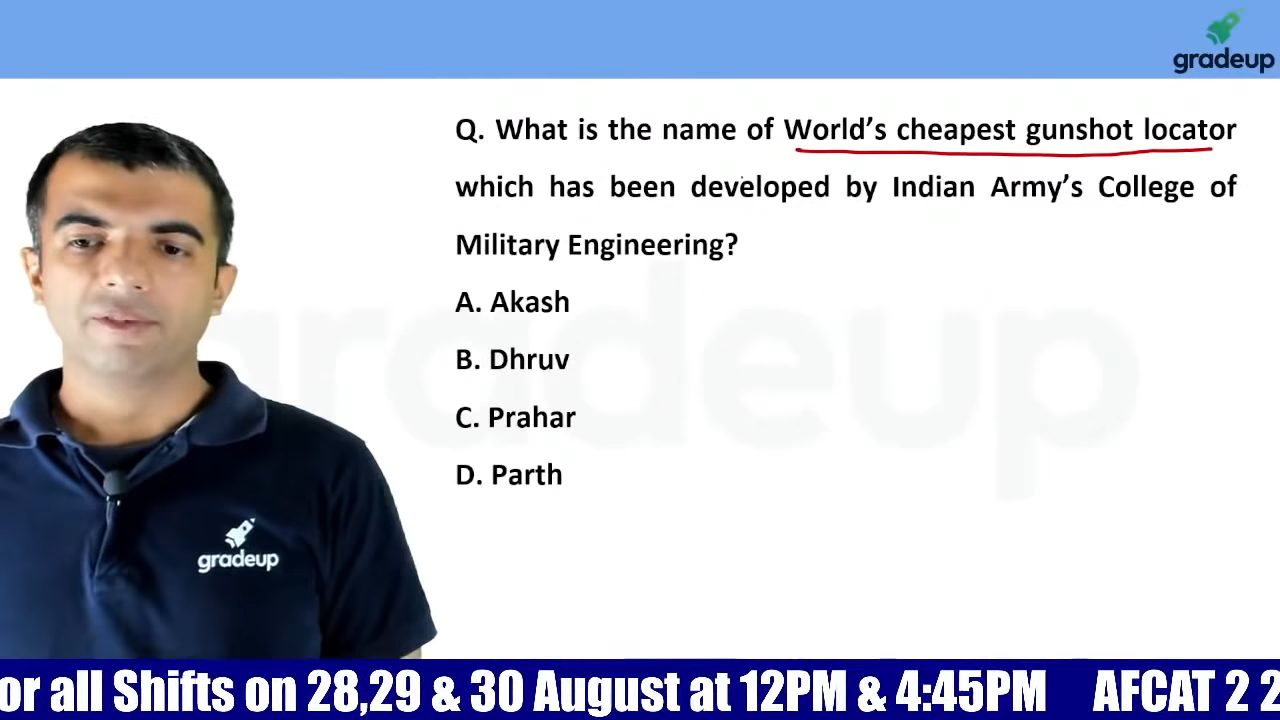 gradeup
Q. What is the name of World's cheapest gunshot locator
which has been developed by Indian Army's College of
Military Engineering?
A. Akash
B. Dhruv
C. Prahar
D. Parth
gradeup
gradeup
or all Shifts on 28,29 & 30 August at 12PM & 4:45PM AFCAT 2 2